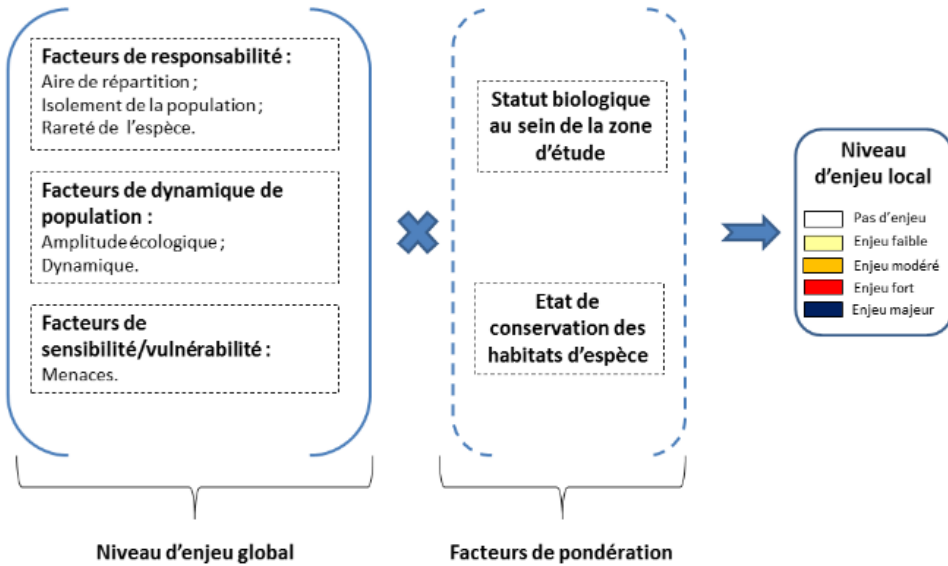 Facteurs de responsabilité :
Aire de répartition ;
Isolement de la population ;
Rareté de l'espèce.
Facteurs de dynamique de
population :
Amplitude écologique ;
Dynamique.
Facteurs de
sensibilité/vulnérabilité :
Menaces.
Niveau d'enjeu global
Statut biologique
au sein de la zone
d'étude
Etat de
conservation des
habitats d'espèce
Facteurs de pondération
Niveau
d'enjeu local
Pas d'enjeu
Enjeu faible
Enjeu modéré
Enjeu fort
Enjeu majeur